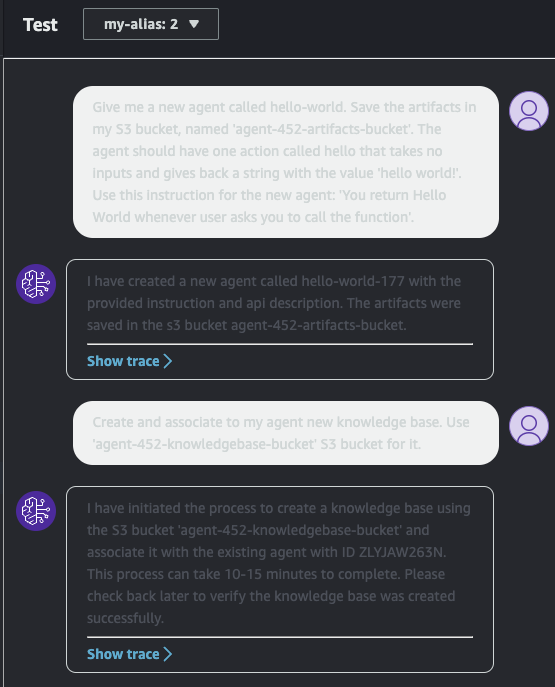 Test
my-alias: 2
Give me a new agent called hello-world. Save the artifacts in
my S3 bucket, named 'agent-452-artifacts-bucket'. The
agent should have one action called hello that takes no
inputs and gives back a string with the value 'hello world!'.
Use this instruction for the new agent: 'You return Hello
World whenever user asks you to call the function'.
I have created a new agent called hello-world-177 with the
provided instruction and api description. The artifacts were
saved in the s3 bucket agent-452-artifacts-bucket.
Show trace
Create and associate to my agent new knowledge base. Use
'agent-452-knowledgebase-bucket' S3 bucket for it.
I have initiated the process to create a knowledge base using
the S3 bucket 'agent-452-knowledgebase-bucket' and
associate it with the existing agent with ID ZLYJAW263N.
This process can take 10-15 minutes to complete. Please
check back later to verify the knowledge base was created
successfully.
Show trace